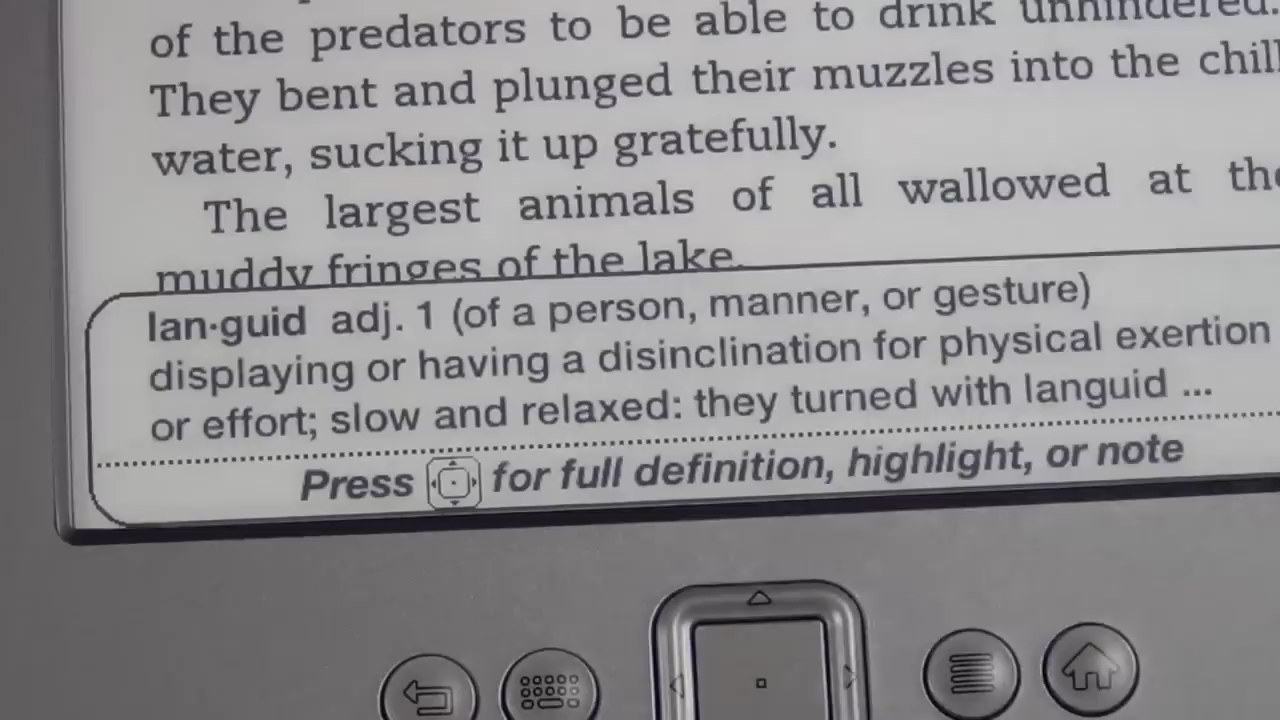 of the predators to be able to drink unhindered.
They bent and plunged their muzzles into the chill
water, sucking it up gratefully.
The largest animals of all wallowed at the
muddy fringes of the lake.
lan·guid adj. 1 (of a person, manner, or gesture)
displaying or having a disinclination for physical exertion
or effort; slow and relaxed: they turned with languid ...
Press for full definition, highlight, or note